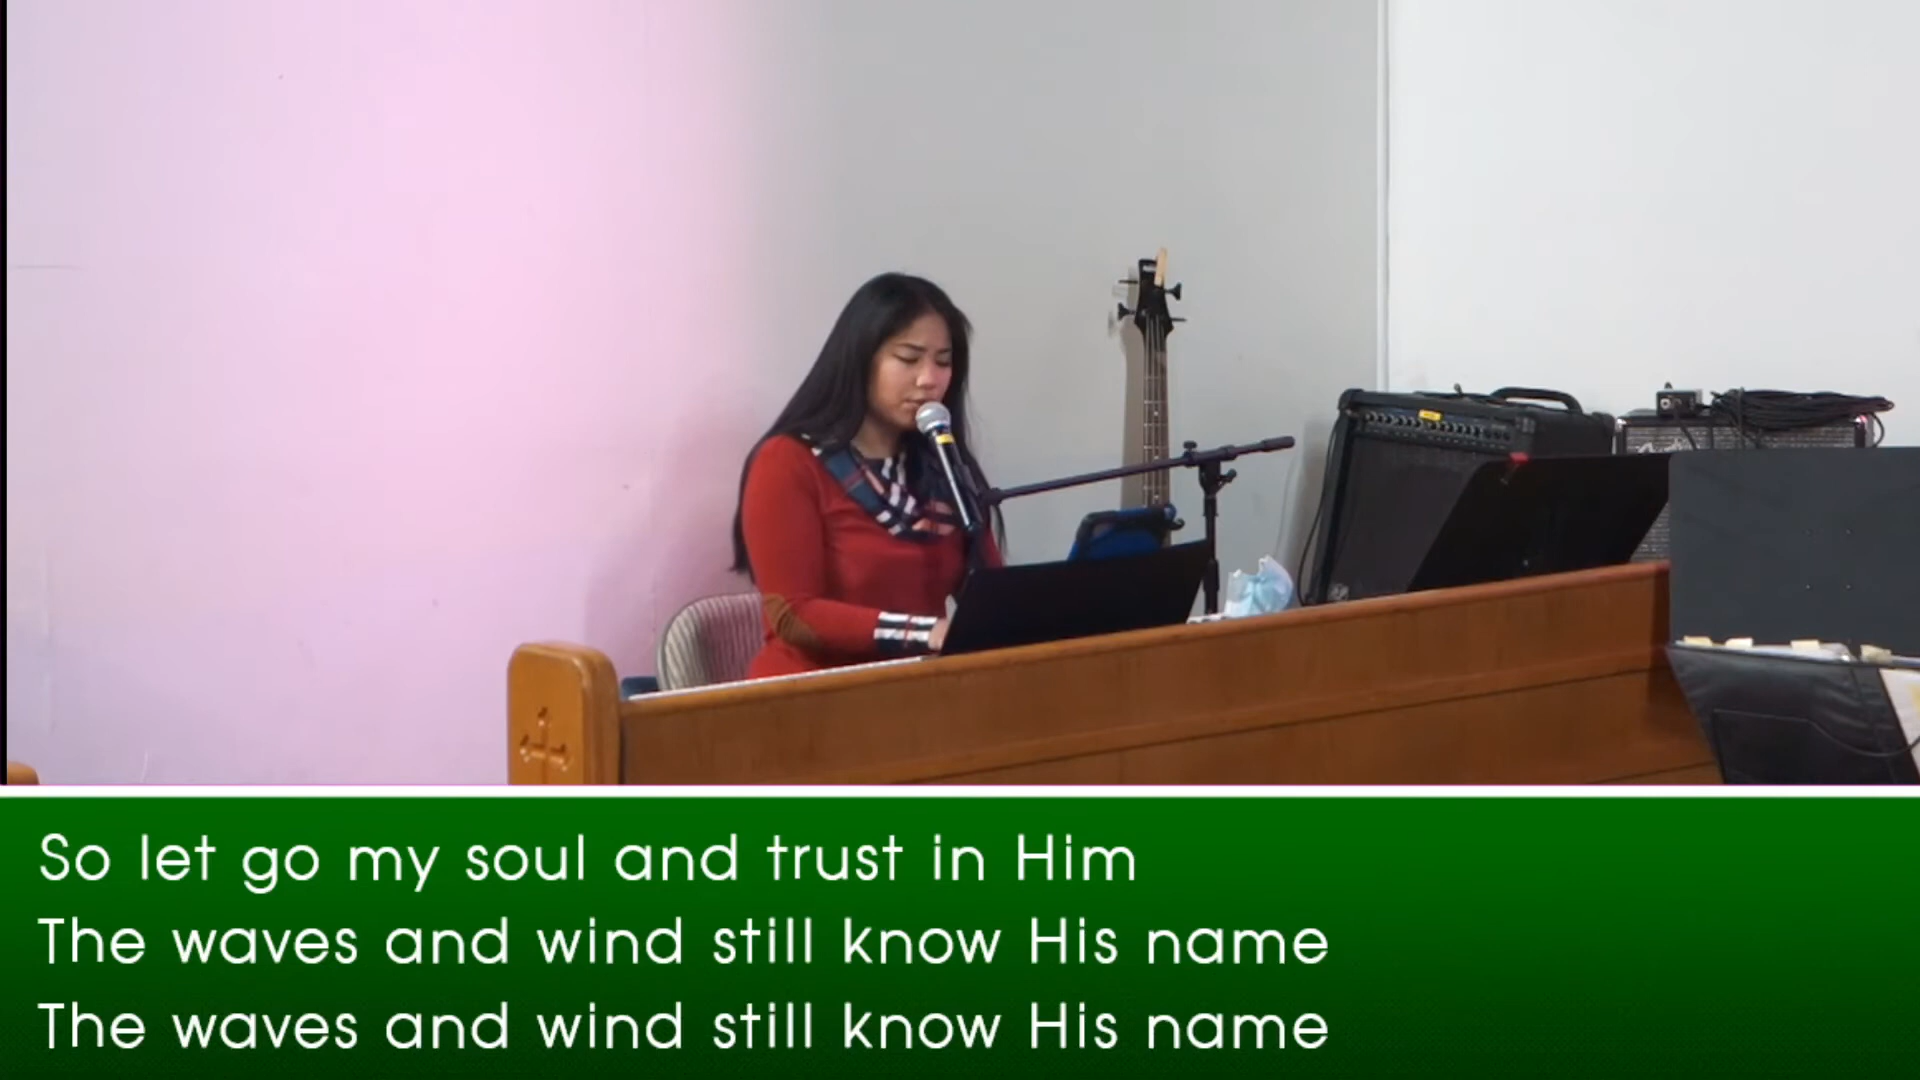 So let go my soul and trust in Him
The waves and wind still know His name
The waves and wind still know His name